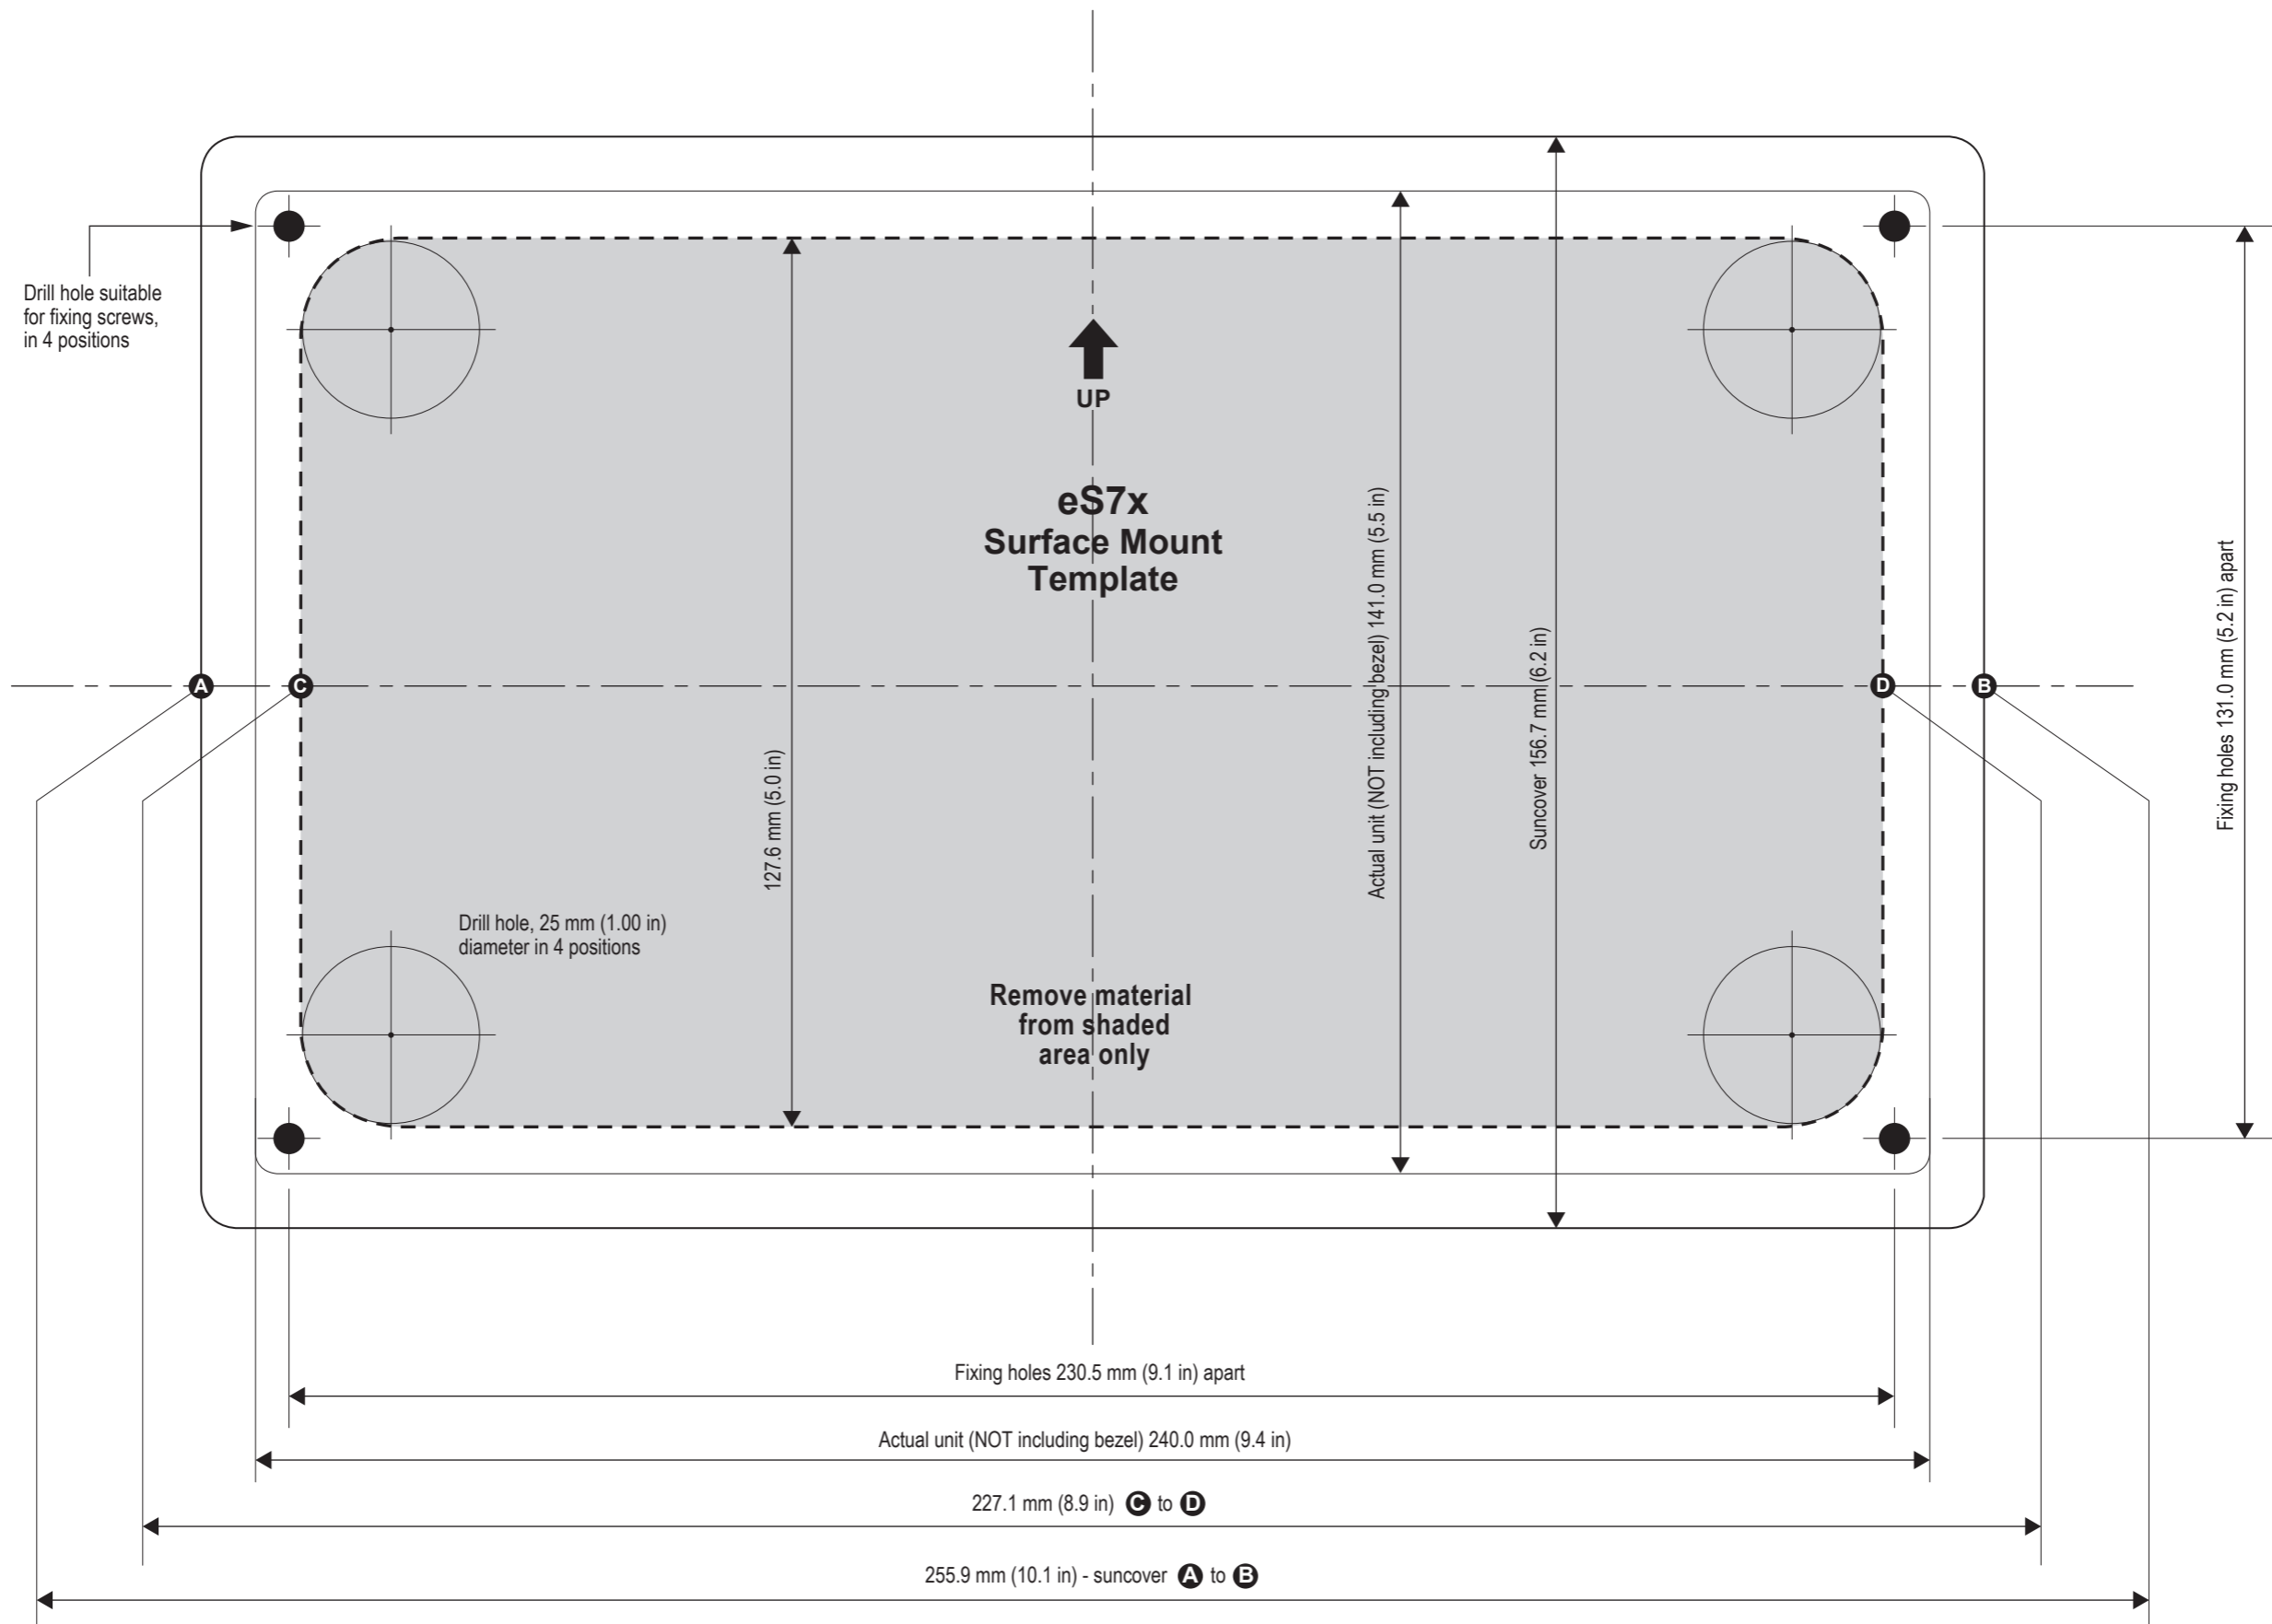 Drill hole suitable
for fixing screws,
in 4 positions
UP
eS7x
Surface Mount
Template
A
C
D
B
127.6 mm (5.0 in)
Actual unit (NOT including bezel) 141.0 mm (5.5 in)
Suncover 156.7 mm (6.2 in)
Fixing holes 131.0 mm (5.2 in) apart
Drill hole, 25 mm (1.00 in)
diameter in 4 positions
Remove material
from shaded
area only
Fixing holes 230.5 mm (9.1 in) apart
Actual unit (NOT including bezel) 240.0 mm (9.4 in)
227.1 mm (8.9 in) C to D
255.9 mm (10.1 in) - suncover A to B